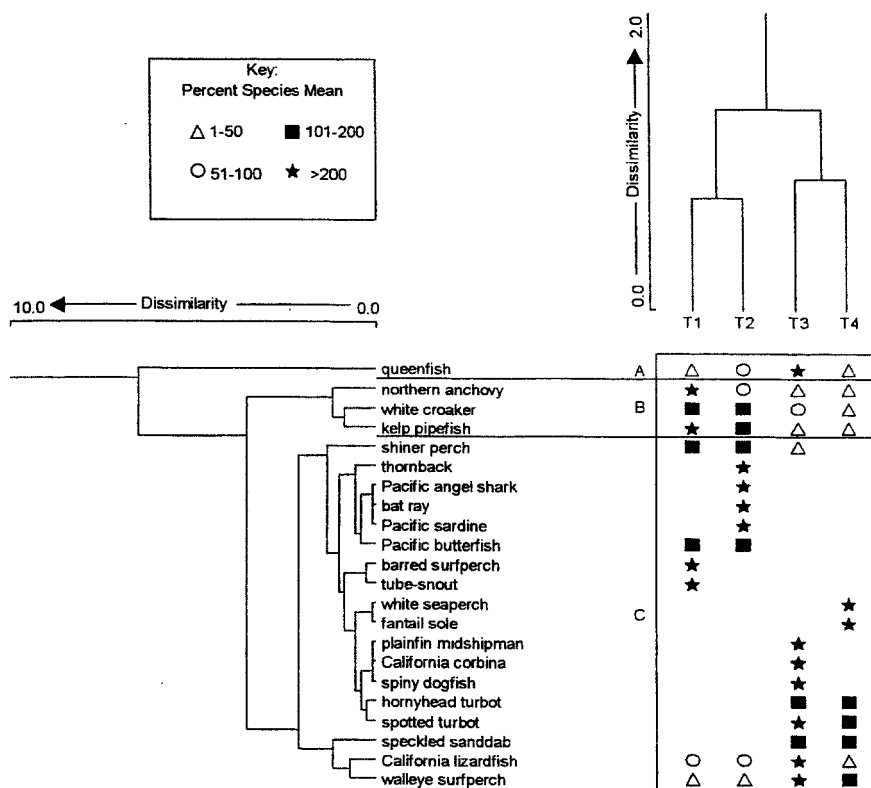 Key:
Percent Species Mean
△ 1-50 ■ 101-200
○ 51-100 ★ >200
2.0
Dissimilarity
0.0
10.0 Dissimilarity 0.0
T1 T2 T3 T4
queenfish A △ ○ ★ △
northern anchovy ★ ○ △ △
white croaker B ■ ■ ○ △
kelp pipefish ★ ■ △ △
shiner perch ■ ■ △
thornback ★
Pacific angel shark ★
bat ray ★
Pacific sardine ★
Pacific butterfish ■ ■
barred surfperch ★
tube-snout ★
white seaperch ★
fantail sole C ★
plainfin midshipman ★
California corbina ★
spiny dogfish ★
hornyhead turbot ■ ■
spotted turbot ★ ■
speckled sanddab ■ ■
California lizardfish ○ ○ ★ △
walleye surfperch △ △ ★ ■